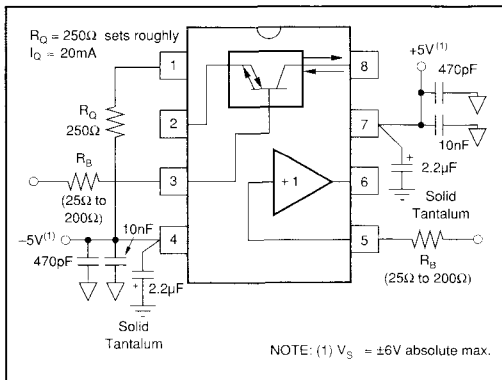 R_Q = 250Ω sets roughly
I_Q = 20mA
+5V(1)
470pF
1
8
R_Q
250Ω
2
7
10nF
R_B
3
+1
6
2.2µF
+
(25Ω to
200Ω)
Solid
Tantalum
–5V(1)
10nF
4
5
470pF
R_B
+
2.2µF
(25Ω to 200Ω)
Solid
Tantalum
NOTE: (1) V_S = ±6V absolute max.